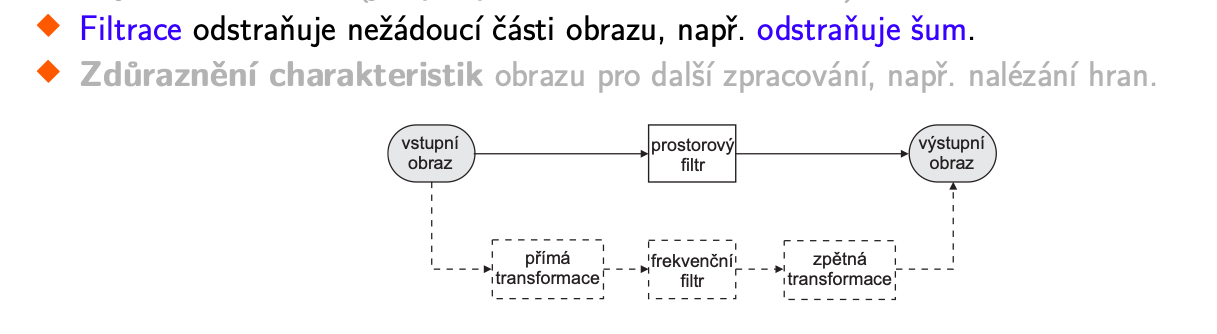 Filtrace odstraňuje nežádoucí části obrazu, např. odstraňuje šum.
Zdůraznění charakteristik obrazu pro další zpracování, např. nalézání hran.
vstupní
obraz
prostorový
filtr
výstupní
obraz
přímá
transformace
frekvenční
filtr
zpětná
transformace